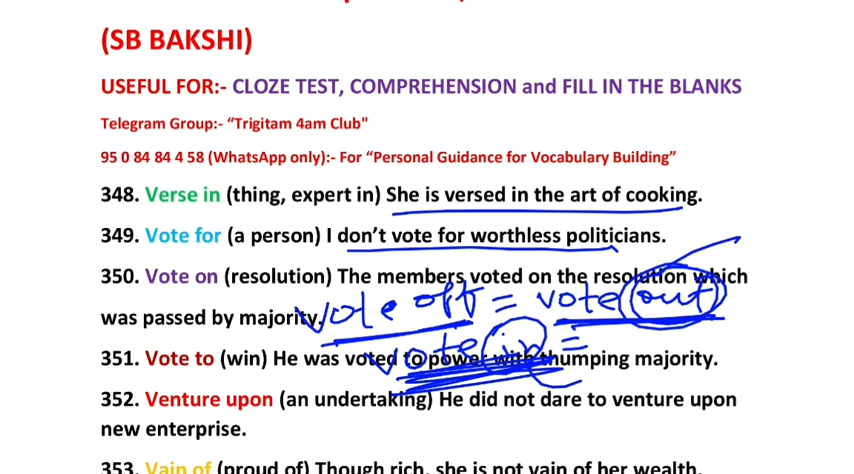 (SB BAKSHI)
USEFUL FOR:- CLOZE TEST, COMPREHENSION and FILL IN THE BLANKS
Telegram Group:- “Trigitam 4am Club"
95 0 84 84 4 58 (WhatsApp only):- For “Personal Guidance for Vocabulary Building”
348. Verse in (thing, expert in) She is versed in the art of cooking.
349. Vote for (a person) I don’t vote for worthless politicians.
350. Vote on (resolution) The members voted on the resolution which
was passed by majority.
vote off = vote out
vote in =
351. Vote to (win) He was voted to power with thumping majority.
352. Venture upon (an undertaking) He did not dare to venture upon
new enterprise.
353. Vain of (proud of) Though rich, she is not vain of her wealth.